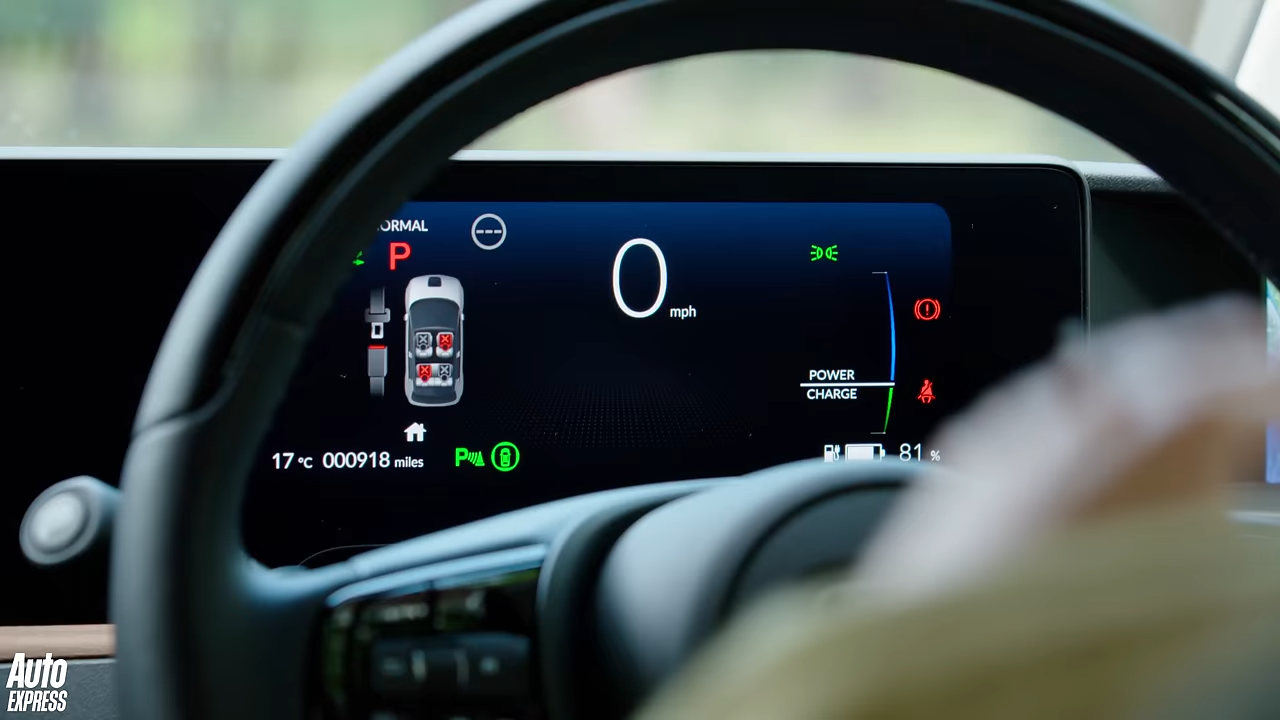 ORMAL
P
0 mph
POWER
CHARGE
17 °C 000918 miles
P
81 %
Auto
EXPRESS